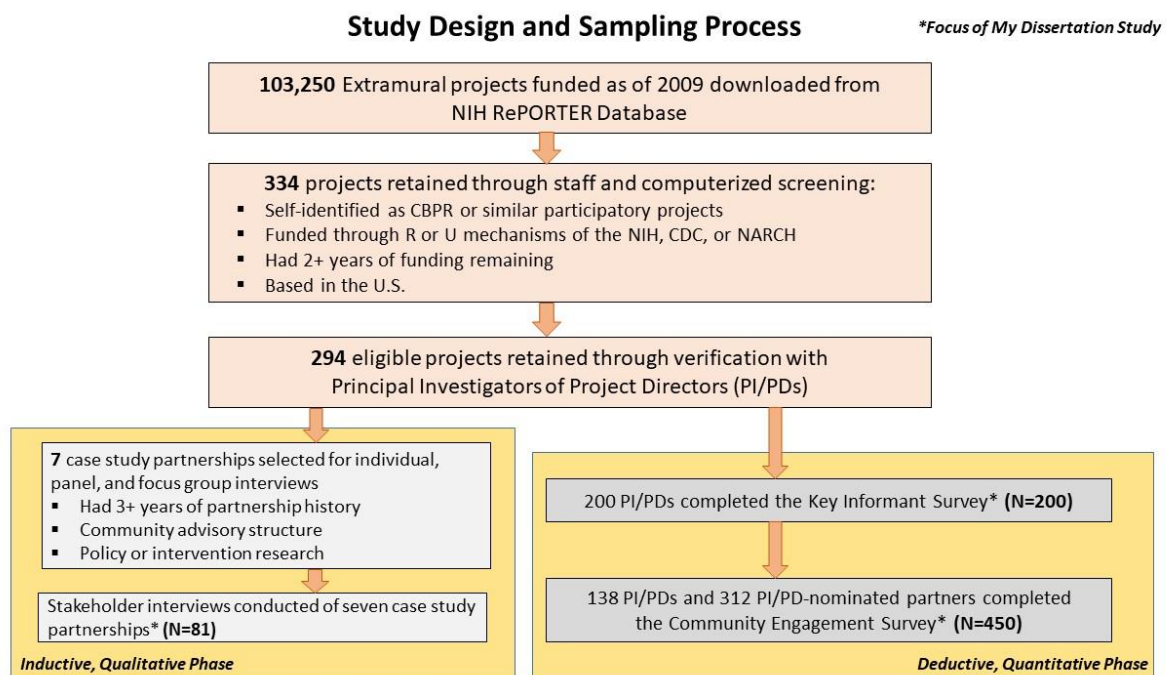 Study Design and Sampling Process
*Focus of My Dissertation Study
103,250 Extramural projects funded as of 2009 downloaded from
NIH RePORTER Database
334 projects retained through staff and computerized screening:
▪ Self-identified as CBPR or similar participatory projects
▪ Funded through R or U mechanisms of the NIH, CDC, or NARCH
▪ Had 2+ years of funding remaining
▪ Based in the U.S.
294 eligible projects retained through verification with
Principal Investigators of Project Directors (PI/PDs)
7 case study partnerships selected for individual,
panel, and focus group interviews
▪ Had 3+ years of partnership history
▪ Community advisory structure
▪ Policy or intervention research
Stakeholder interviews conducted of seven case study
partnerships* (N=81)
Inductive, Qualitative Phase
200 PI/PDs completed the Key Informant Survey* (N=200)
138 PI/PDs and 312 PI/PD-nominated partners completed
the Community Engagement Survey* (N=450)
Deductive, Quantitative Phase